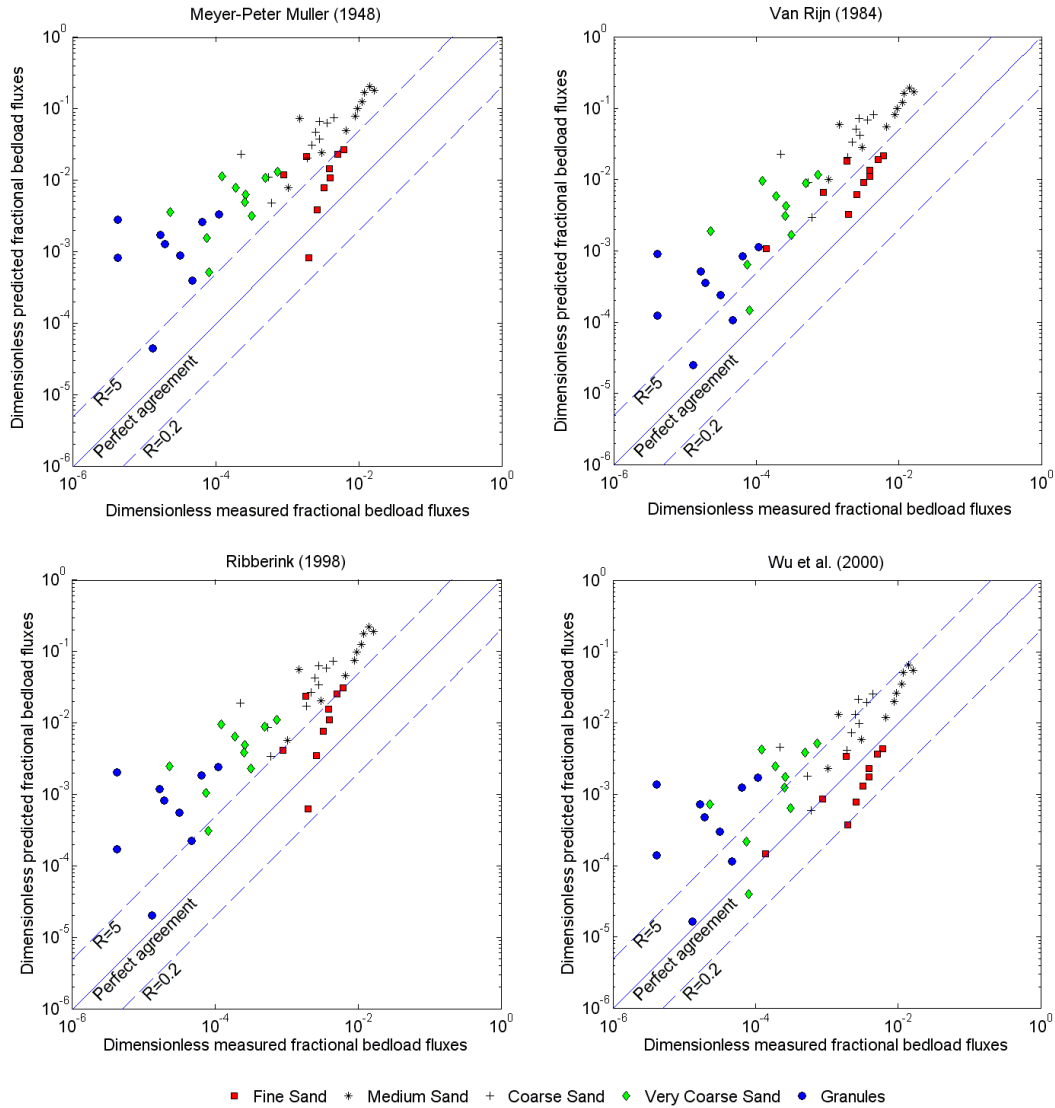 Meyer-Peter Muller (1948)
Dimensionless predicted fractional bedload fluxes
10^0
10^-1
10^-2
10^-3
10^-4
10^-5
10^-6
R=5
Perfect agreement
R=0.2
10^-6
10^-4
10^-2
10^0
Dimensionless measured fractional bedload fluxes
Van Rijn (1984)
Dimensionless predicted fractional bedload fluxes
10^0
10^-1
10^-2
10^-3
10^-4
10^-5
10^-6
R=5
Perfect agreement
R=0.2
10^-6
10^-4
10^-2
10^0
Dimensionless measured fractional bedload fluxes
Ribberink (1998)
Dimensionless predicted fractional bedload fluxes
10^0
10^-1
10^-2
10^-3
10^-4
10^-5
10^-6
R=5
Perfect agreement
R=0.2
10^-6
10^-4
10^-2
10^0
Dimensionless measured fractional bedload fluxes
Wu et al. (2000)
Dimensionless predicted fractional bedload fluxes
10^0
10^-1
10^-2
10^-3
10^-4
10^-5
10^-6
R=5
Perfect agreement
R=0.2
10^-6
10^-4
10^-2
10^0
Dimensionless measured fractional bedload fluxes
Fine Sand Medium Sand Coarse Sand Very Coarse Sand Granules